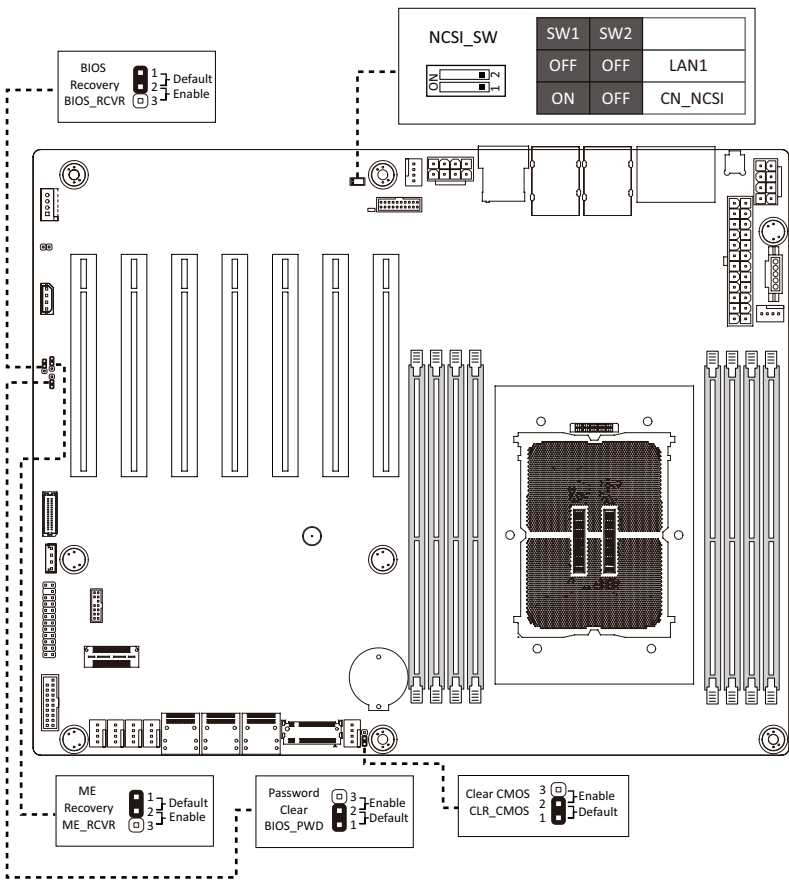 NCSI_SW
ON
2
1
SW1 SW2
OFF OFF LAN1
ON OFF CN_NCSI
BIOS
Recovery
BIOS_RCVR
1
2
3
Default
Enable
ME
Recovery
ME_RCVR
1
2
3
Default
Enable
Password
Clear
BIOS_PWD
3
2
1
Enable
Default
Clear CMOS
CLR_CMOS
3
2
1
Enable
Default